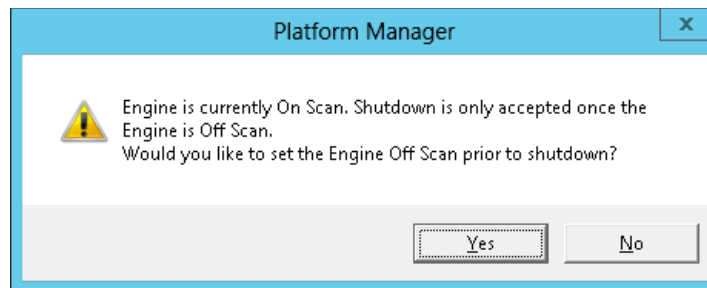 Platform Manager
x
Engine is currently On Scan. Shutdown is only accepted once the
Engine is Off Scan.
Would you like to set the Engine Off Scan prior to shutdown?
Yes
No